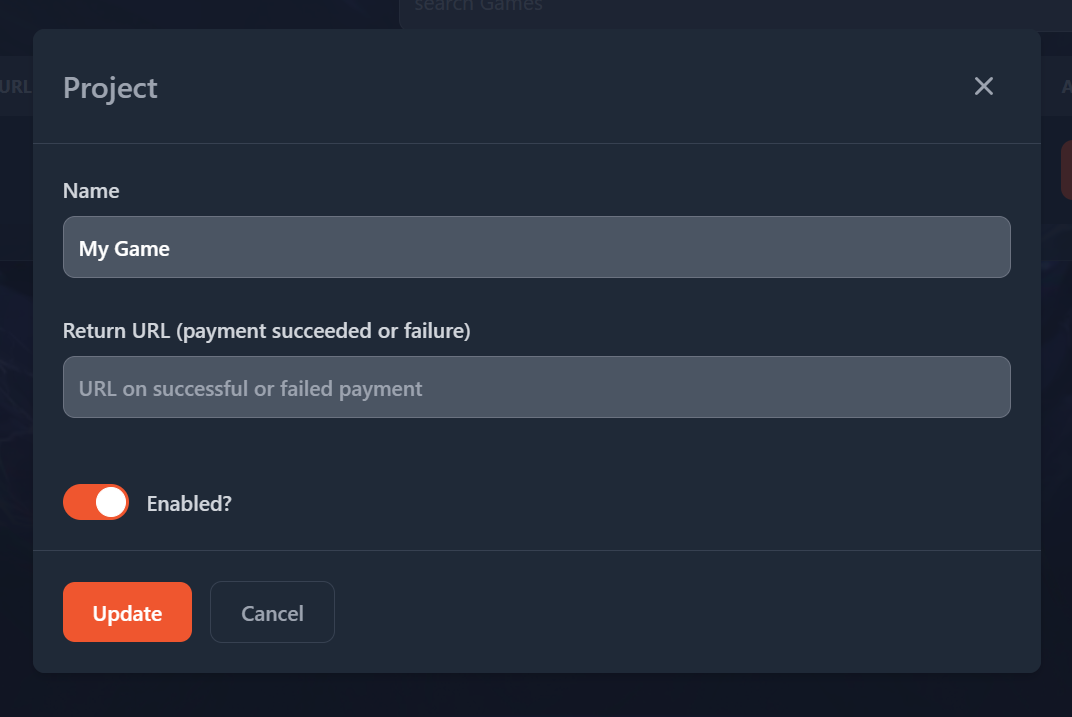 search Games
URL
A
Project
Name
My Game
Return URL (payment succeeded or failure)
URL on successful or failed payment
Enabled?
Update
Cancel